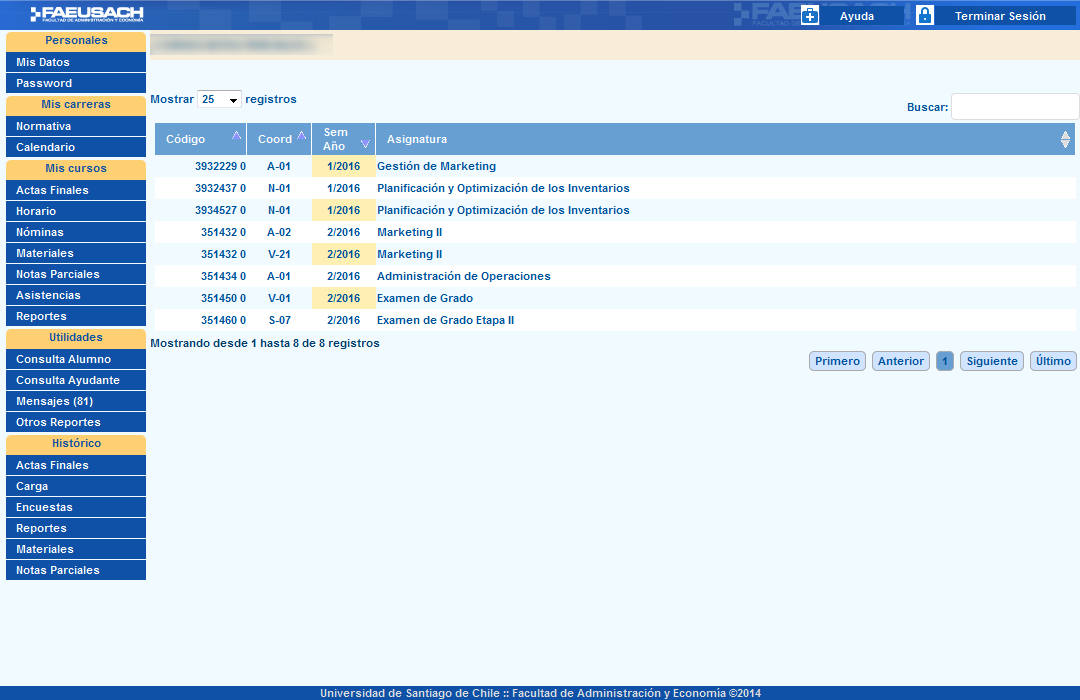 FAEUSACH
FACULTAD DE ADMINISTRACIÓN Y ECONOMÍA
Ayuda
Terminar Sesión
Personales
Mis Datos
Password
Mis carreras
Normativa
Calendario
Mis cursos
Actas Finales
Horario
Nóminas
Materiales
Notas Parciales
Asistencias
Reportes
Utilidades
Consulta Alumno
Consulta Ayudante
Mensajes (81)
Otros Reportes
Histórico
Actas Finales
Carga
Encuestas
Reportes
Materiales
Notas Parciales
Mostrar 25 registros
Buscar:
Código Coord Sem Año Asignatura
3932229 0 A-01 1/2016 Gestión de Marketing
3932437 0 N-01 1/2016 Planificación y Optimización de los Inventarios
3934527 0 N-01 1/2016 Planificación y Optimización de los Inventarios
351432 0 A-02 2/2016 Marketing II
351432 0 V-21 2/2016 Marketing II
351434 0 A-01 2/2016 Administración de Operaciones
351450 0 V-01 2/2016 Examen de Grado
351460 0 S-07 2/2016 Examen de Grado Etapa II
Mostrando desde 1 hasta 8 de 8 registros
Primero Anterior 1 Siguiente Último
Universidad de Santiago de Chile :: Facultad de Administración y Economía ©2014